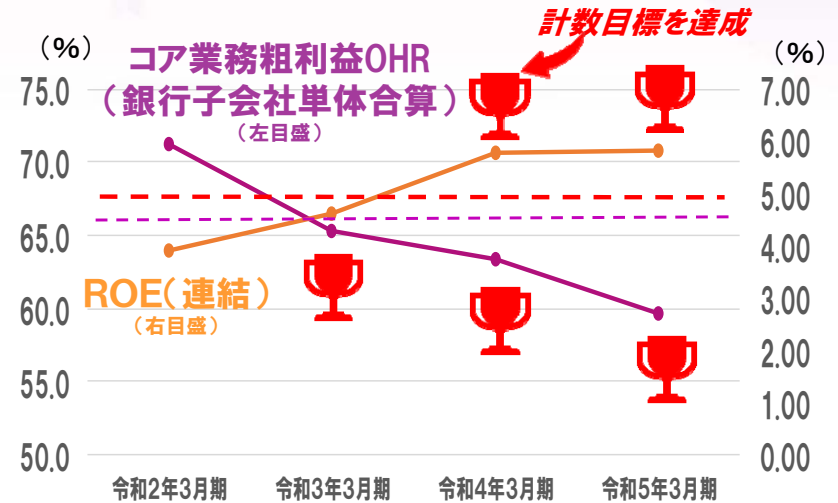 計数目標を達成
（%）
（%）
コア業務粗利益OHR
（銀行子会社単体合算）
（左目盛）
75.0
70.0
65.0
60.0
55.0
50.0
7.00
6.00
5.00
4.00
3.00
2.00
1.00
0.00
ROE（連結）
（右目盛）
令和2年3月期
令和3年3月期
令和4年3月期
令和5年3月期